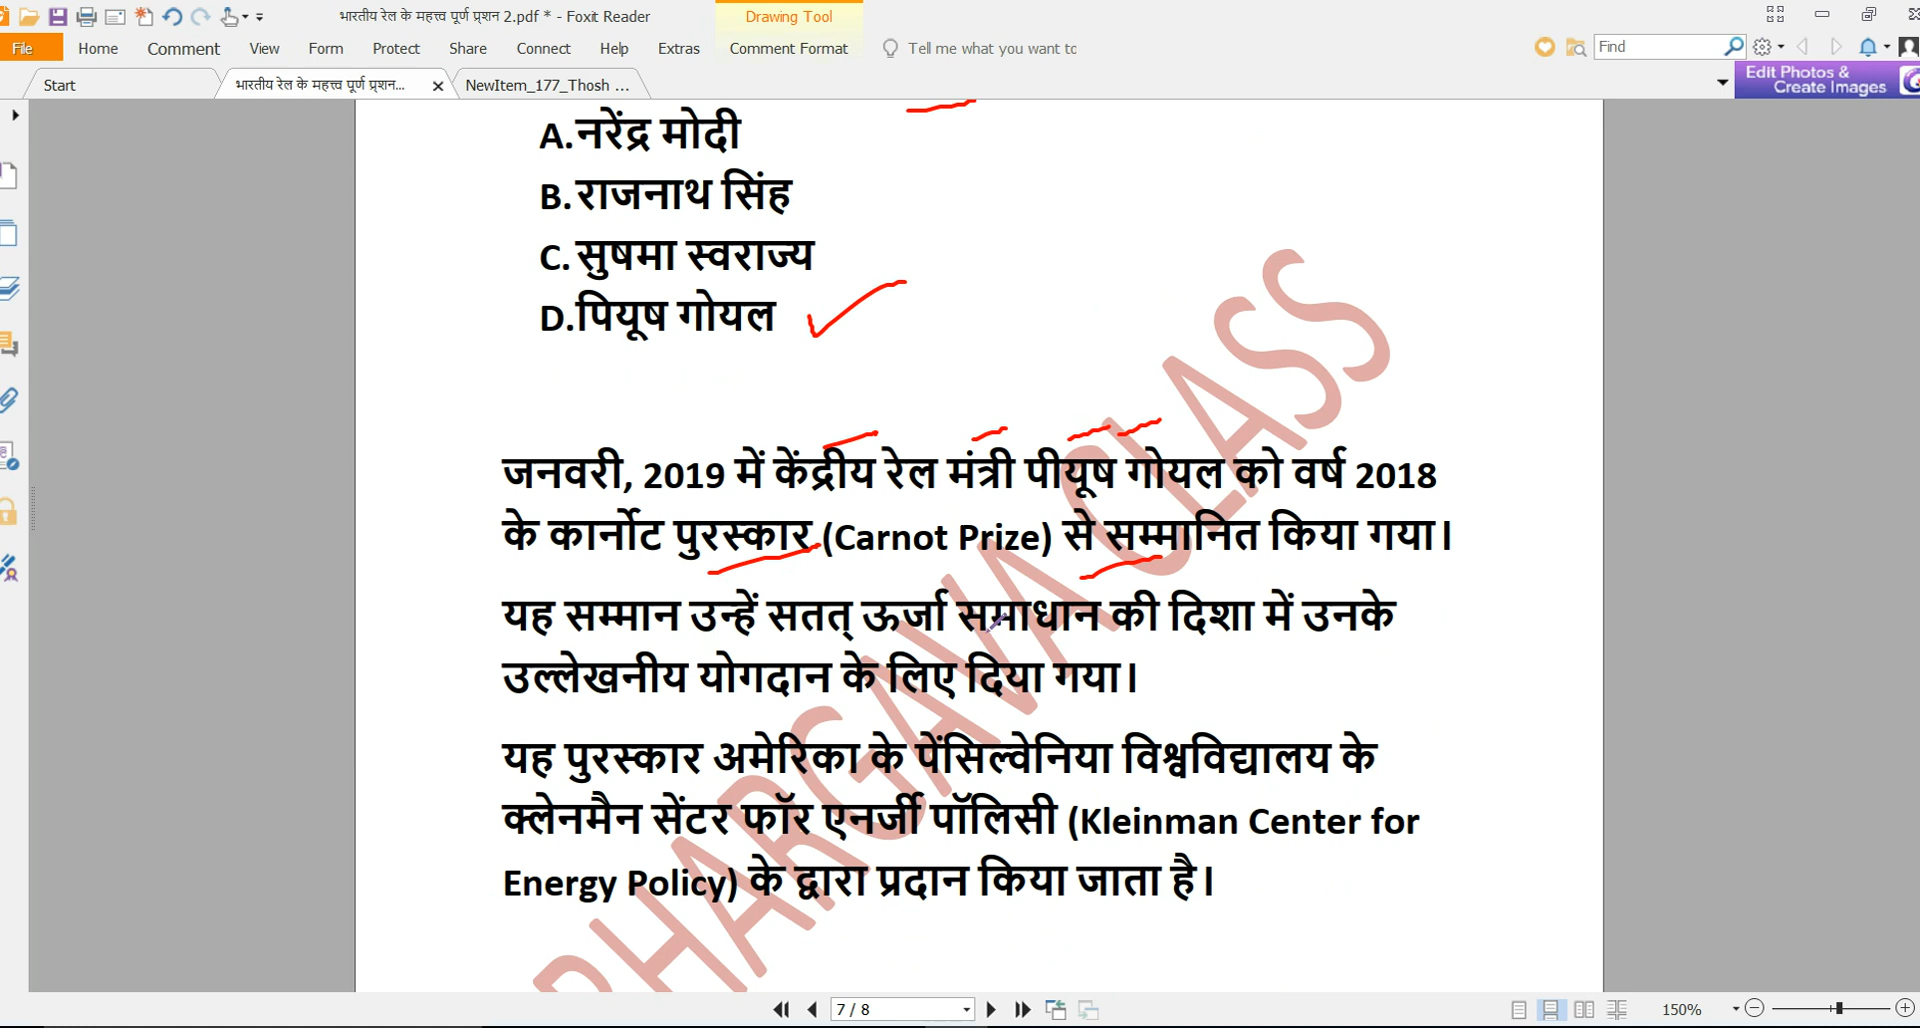 भारतीय रेल के महत्त्व पूर्ण प्रशन 2.pdf * - Foxit Reader
Drawing Tool
File Home Comment View Form Protect Share Connect Help Extras Comment Format Tell me what you want to Find
Start भारतीय रेल के महत्त्व पूर्ण प्रशन... NewItem_177_Thosh ... Edit Photos &
Create Images
A.नरेंद्र मोदी
B.राजनाथ सिंह
C.सुषमा स्वराज्य
D.पियूष गोयल
जनवरी, 2019 में केंद्रीय रेल मंत्री पीयूष गोयल को वर्ष 2018
के कार्नोट पुरस्कार (Carnot Prize) से सम्मानित किया गया।
यह सम्मान उन्हें सतत् ऊर्जा समाधान की दिशा में उनके
उल्लेखनीय योगदान के लिए दिया गया।
यह पुरस्कार अमेरिका के पेंसिल्वेनिया विश्वविद्यालय के
क्लेनमैन सेंटर फॉर एनर्जी पॉलिसी (Kleinman Center for
Energy Policy) के द्वारा प्रदान किया जाता है।
BHARGAVA CLASS
7 / 8 150%